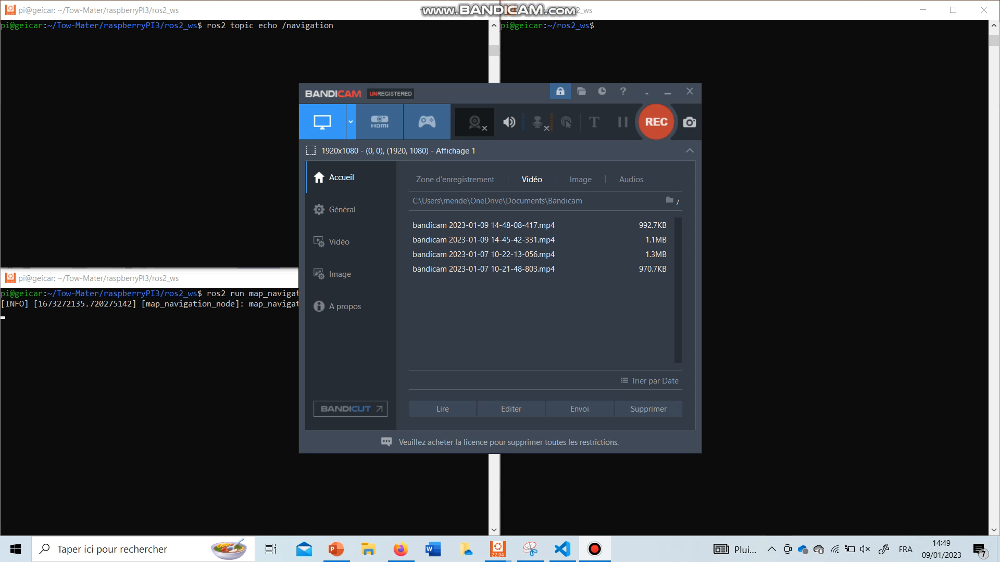 pi@geicar: ~/Tow-Mater/raspberryPI3/ros2_ws
www.BANDICAM.com
2_ws
pi@geicar:~/Tow-Mater/raspberryPI3/ros2_ws$ ros2 topic echo /navigation
pi@geicar:~/ros2_ws$
BANDICAM UNREGISTERED
?
HDMI
T
REC
1920x1080 - (0, 0), (1920, 1080) - Affichage 1
Accueil
Général
Vidéo
Image
A propos
BANDICUT
Zone d'enregistrement
Vidéo
Image
Audios
C:\Users\mende\OneDrive\Documents\Bandicam
/
bandicam 2023-01-09 14-48-08-417.mp4 992.7KB
bandicam 2023-01-09 14-45-42-331.mp4 1.1MB
bandicam 2023-01-07 10-22-13-056.mp4 1.3MB
bandicam 2023-01-07 10-21-48-803.mp4 970.7KB
Trier par Date
Lire
Editer
Envoi
Supprimer
Veuillez acheter la licence pour supprimer toutes les restrictions.
pi@geicar: ~/Tow-Mater/raspberryPI3/ros2_ws
pi@geicar:~/Tow-Mater/raspberryPI3/ros2_ws$ ros2 run map_navigat
[INFO] [1673272135.720275142] [map_navigation_node]: map_navigat
Taper ici pour rechercher
22.04
Plui...
FRA
14:49
09/01/2023
7